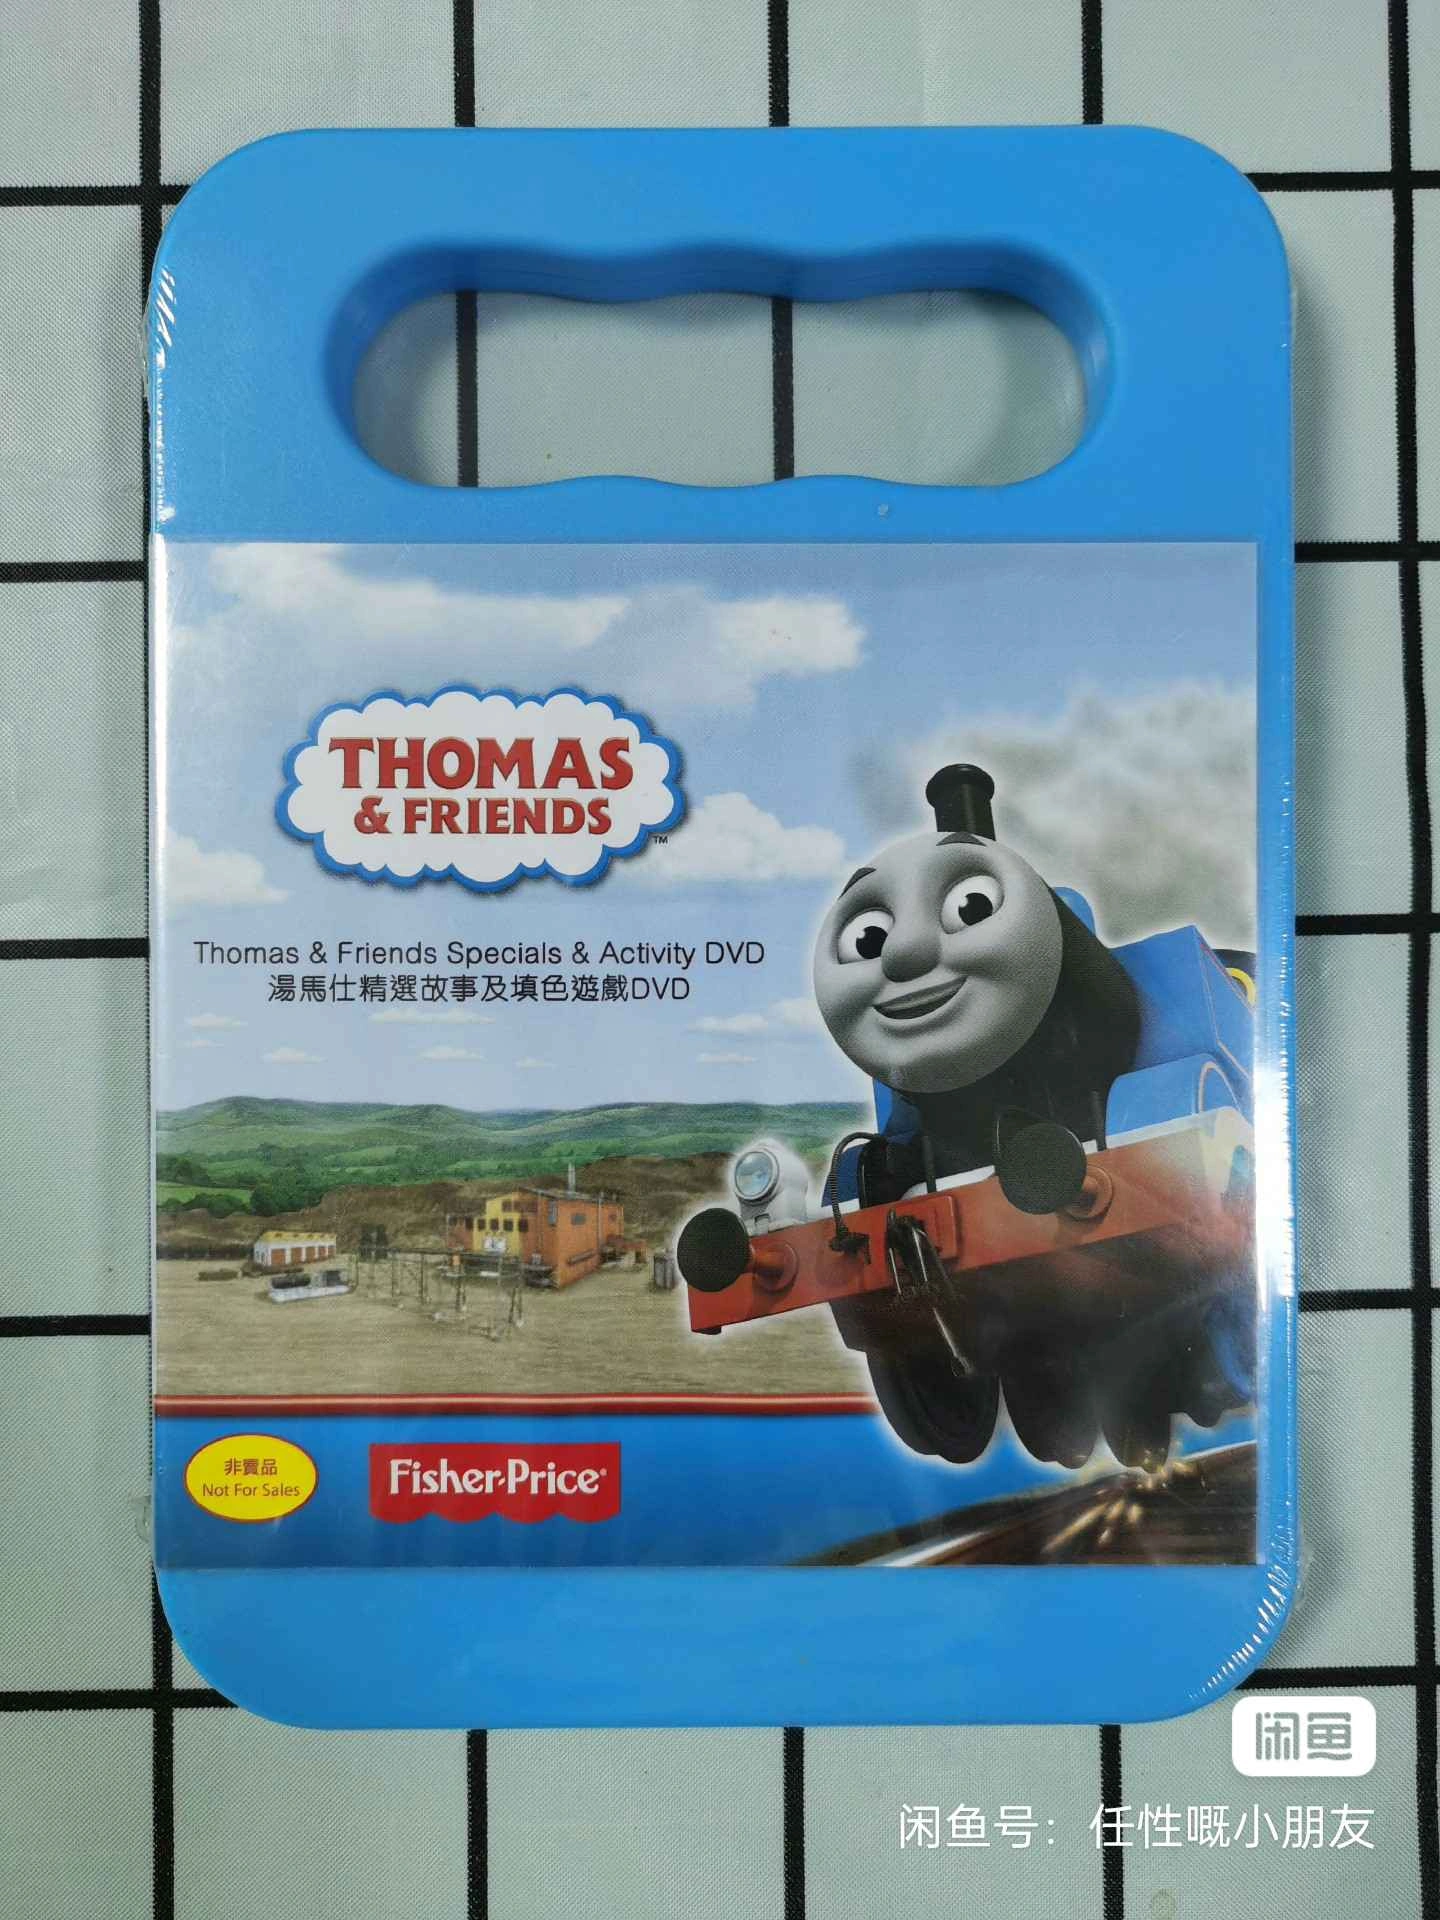 THOMAS
& FRIENDS
TM
Thomas & Friends Specials & Activity DVD
湯馬仕精選故事及填色遊戲DVD
非賣品
Not For Sales
Fisher-Price®
闲鱼
闲鱼号：任性嘅小朋友